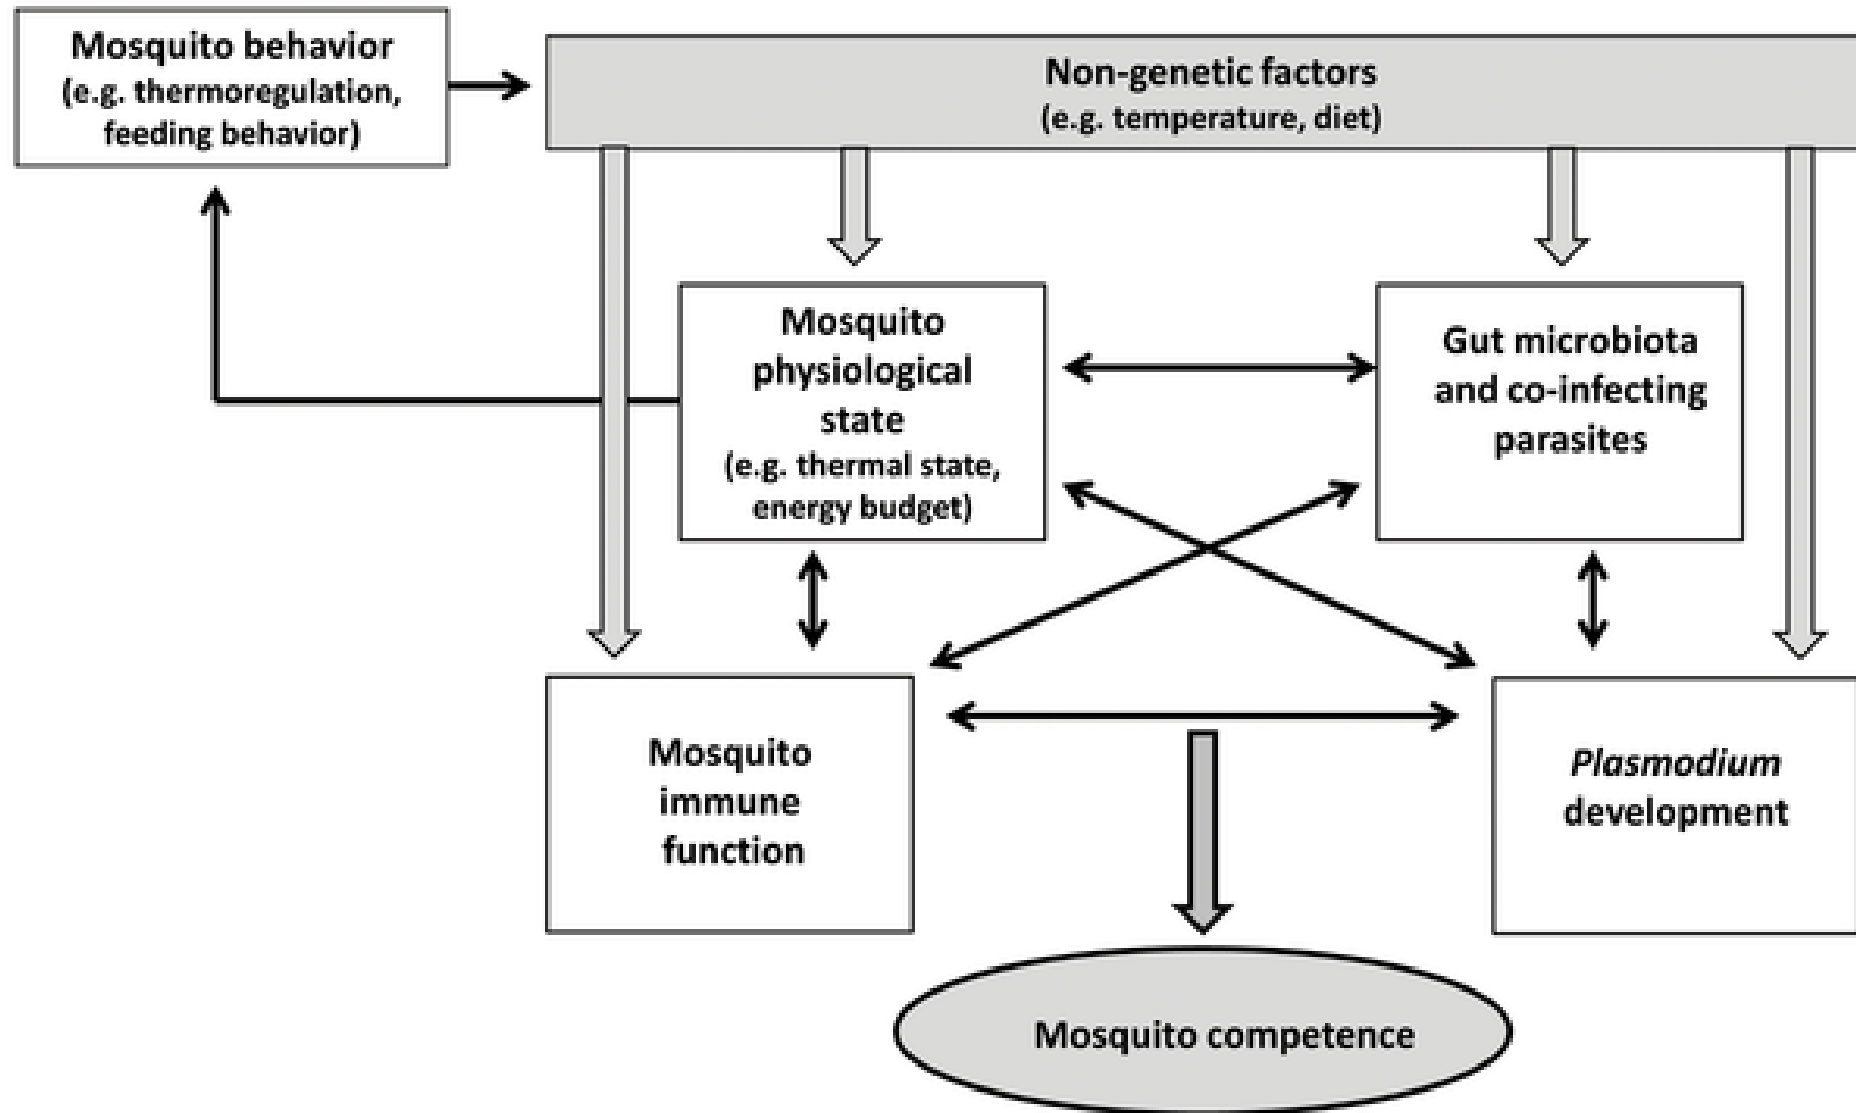 Mosquito behavior
(e.g. thermoregulation,
feeding behavior)
Non-genetic factors
(e.g. temperature, diet)
Mosquito
physiological
state
(e.g. thermal state,
energy budget)
Gut microbiota
and co-infecting
parasites
Mosquito
immune
function
Plasmodium
development
Mosquito competence